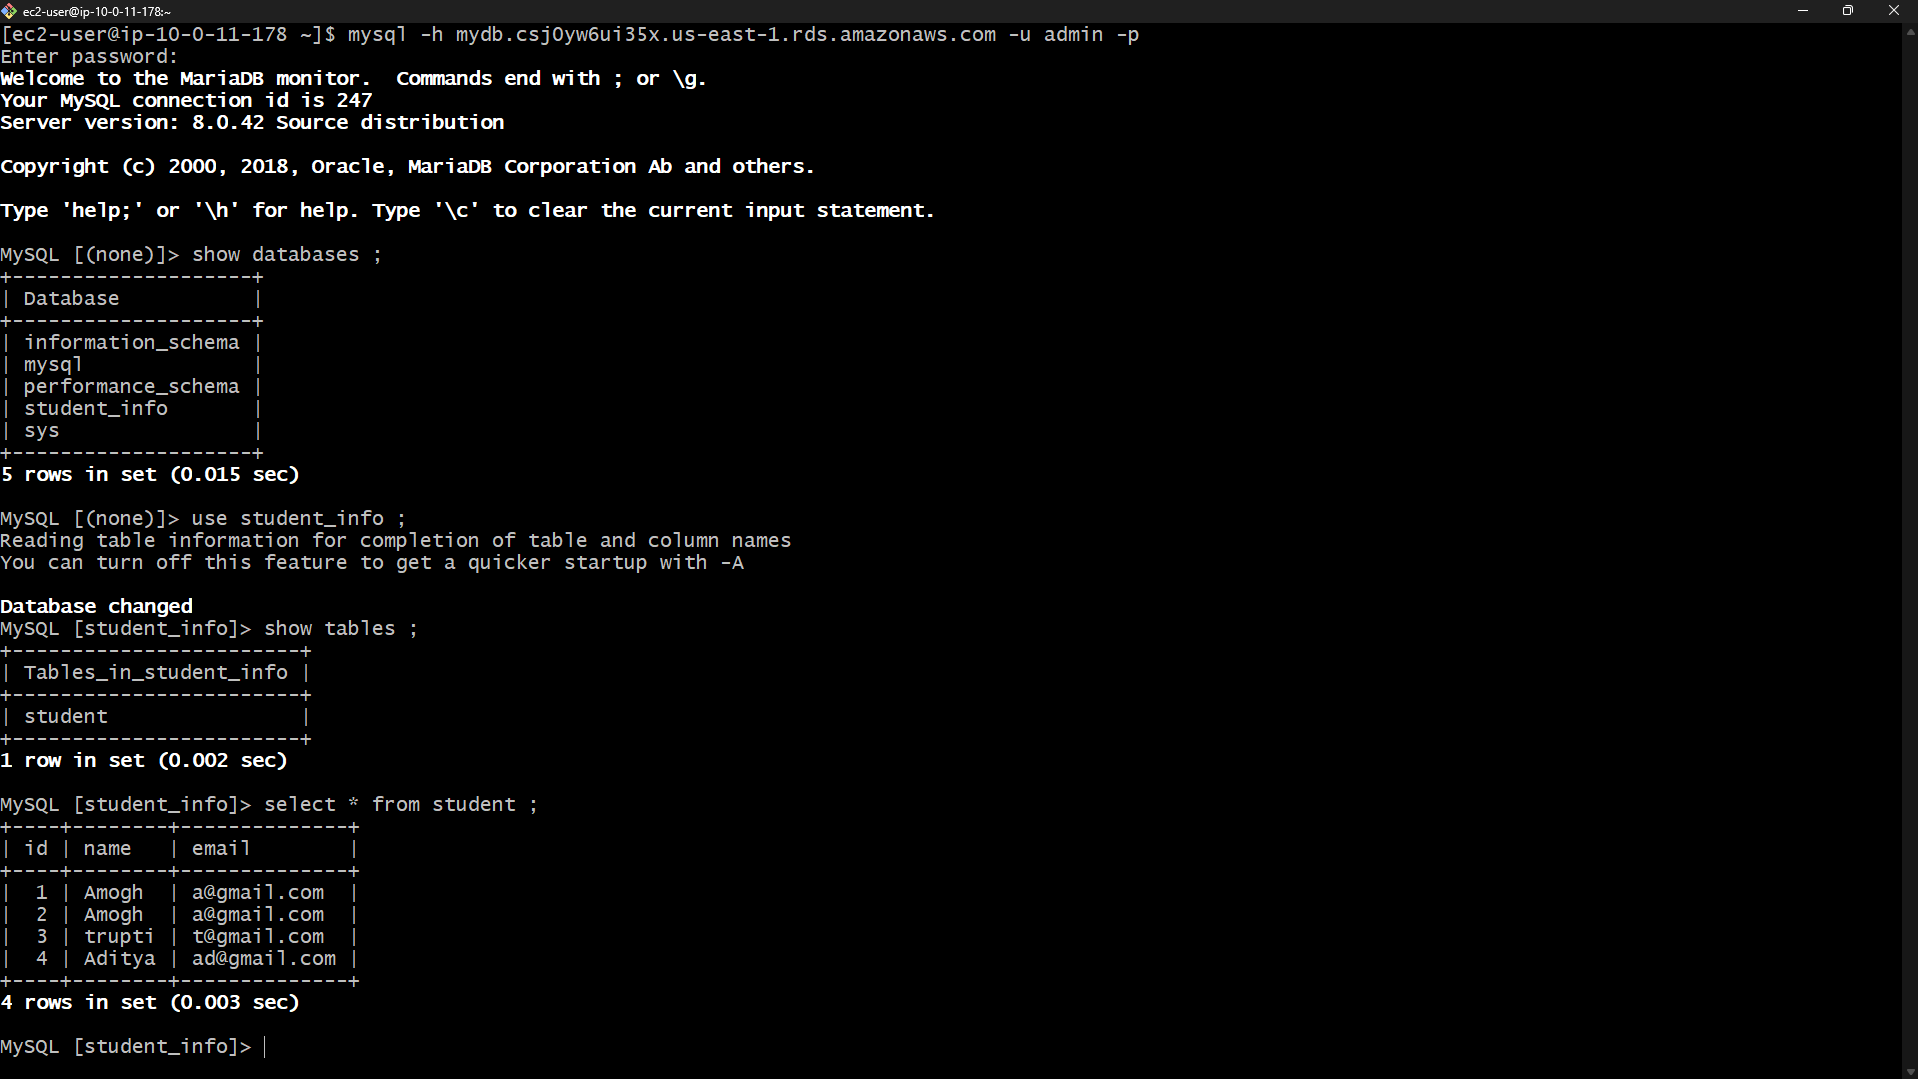 ec2-user@ip-10-0-11-178:~
[ec2-user@ip-10-0-11-178 ~]$ mysql -h mydb.csj0yw6ui35x.us-east-1.rds.amazonaws.com -u admin -p
Enter password:
Welcome to the MariaDB monitor.  Commands end with ; or \g.
Your MySQL connection id is 247
Server version: 8.0.42 Source distribution

Copyright (c) 2000, 2018, Oracle, MariaDB Corporation Ab and others.

Type 'help;' or '\h' for help. Type '\c' to clear the current input statement.

MySQL [(none)]> show databases ;
+--------------------+
| Database           |
+--------------------+
| information_schema |
| mysql              |
| performance_schema |
| student_info       |
| sys                |
+--------------------+
5 rows in set (0.015 sec)

MySQL [(none)]> use student_info ;
Reading table information for completion of table and column names
You can turn off this feature to get a quicker startup with -A

Database changed
MySQL [student_info]> show tables ;
+------------------------+
| Tables_in_student_info |
+------------------------+
| student                |
+------------------------+
1 row in set (0.002 sec)

MySQL [student_info]> select * from student ;
+----+--------+--------------+
| id | name   | email        |
+----+--------+--------------+
|  1 | Amogh  | a@gmail.com  |
|  2 | Amogh  | a@gmail.com  |
|  3 | trupti | t@gmail.com  |
|  4 | Aditya | ad@gmail.com |
+----+--------+--------------+
4 rows in set (0.003 sec)

MySQL [student_info]>